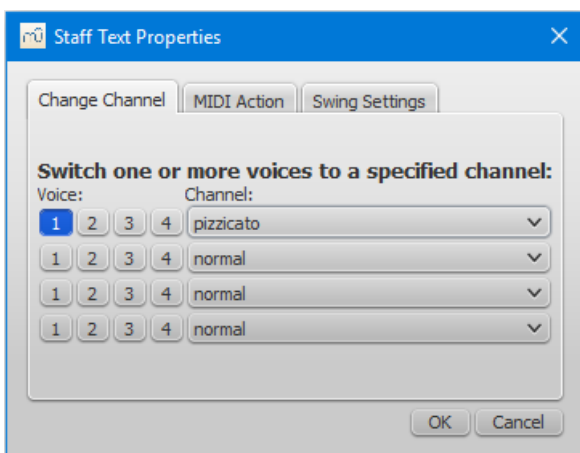 mû Staff Text Properties
Change Channel MIDI Action Swing Settings
Switch one or more voices to a specified channel:
Voice: Channel:
1 2 3 4 pizzicato
1 2 3 4 normal
1 2 3 4 normal
1 2 3 4 normal
OK Cancel